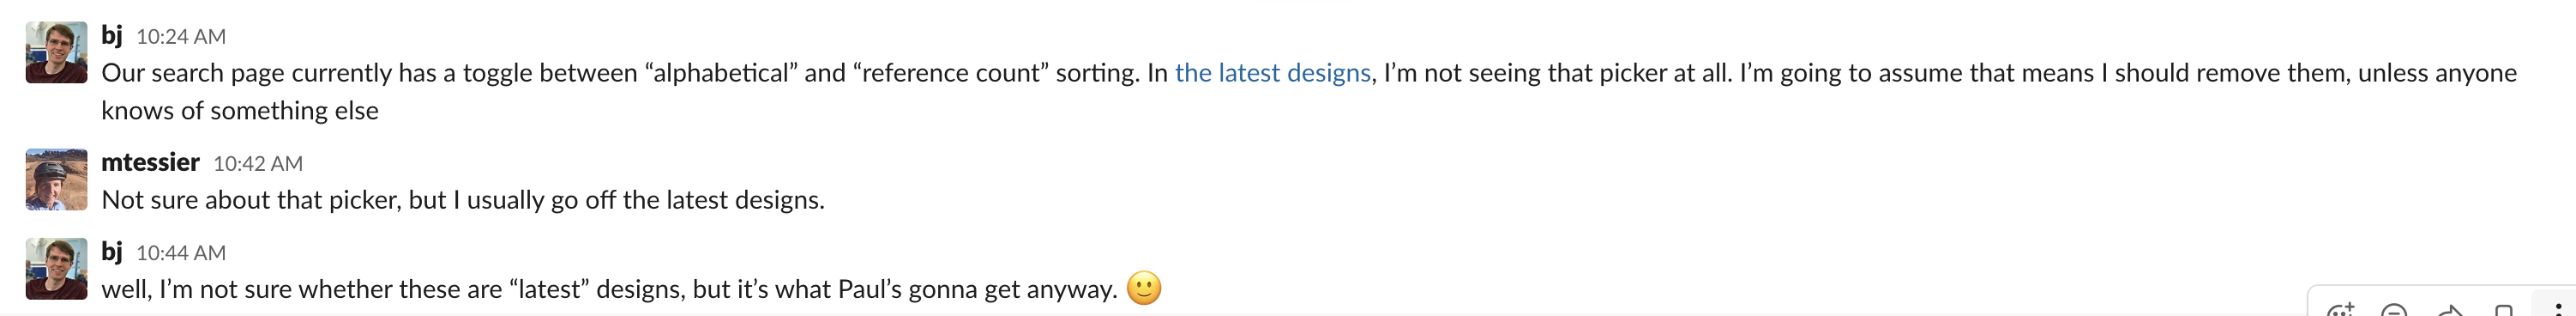 bj 10:24 AM
Our search page currently has a toggle between “alphabetical” and “reference count” sorting. In the latest designs, I’m not seeing that picker at all. I’m going to assume that means I should remove them, unless anyone
knows of something else
mtessier 10:42 AM
Not sure about that picker, but I usually go off the latest designs.
bj 10:44 AM
well, I’m not sure whether these are “latest” designs, but it’s what Paul’s gonna get anyway. 🙂